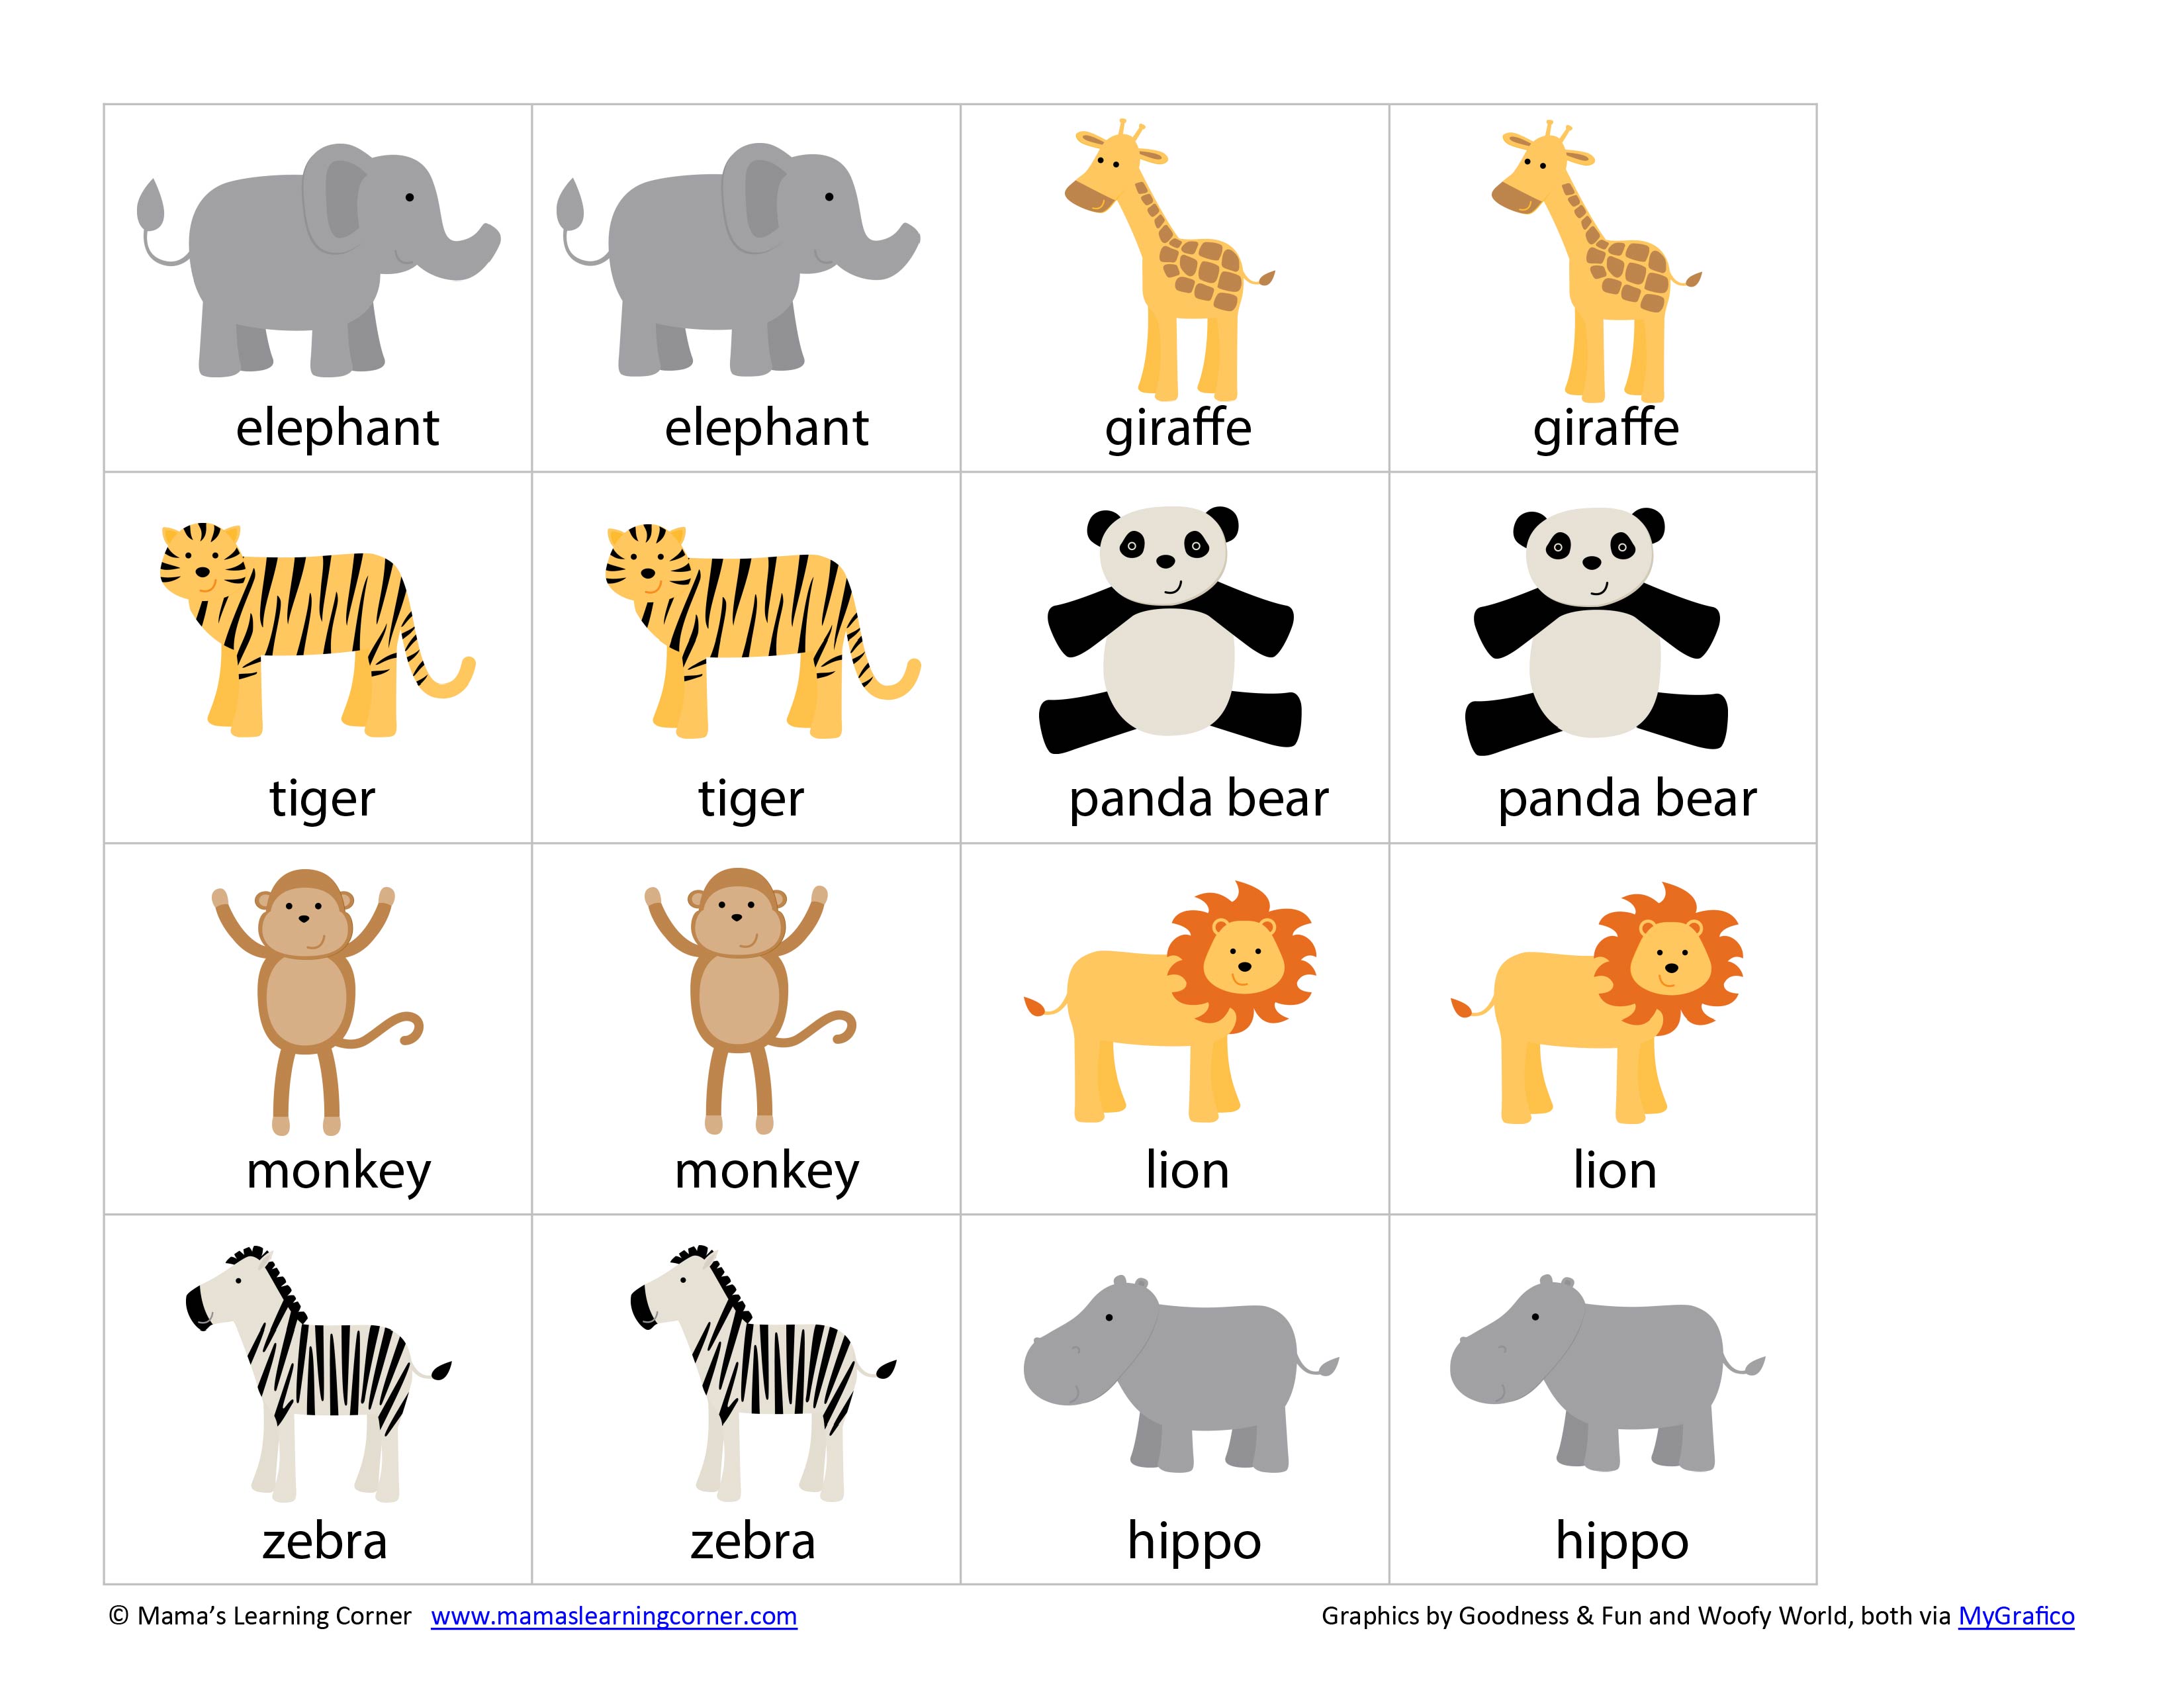 elephant elephant giraffe giraffe
tiger tiger panda bear panda bear
monkey monkey lion lion
zebra zebra hippo hippo
© Mama’s Learning Corner www.mamaslearningcorner.com Graphics by Goodness & Fun and Woofy World, both via MyGrafico